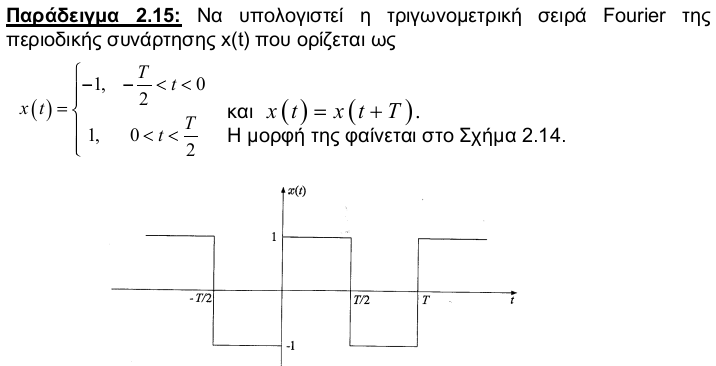 Παράδειγμα 2.15: Να υπολογιστεί η τριγωνομετρική σειρά Fourier της
περιοδικής συνάρτησης x(t) που ορίζεται ως
x(t) = { −1, −T/2 < t < 0
1, 0 < t < T/2
και x(t) = x(t + T).
Η μορφή της φαίνεται στο Σχήμα 2.14.
x(t)
1
- T/2
T/2
T
t
-1